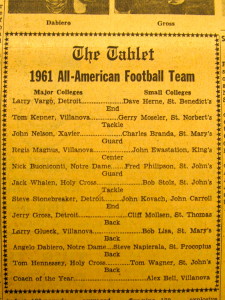 Dabiero Gross
The Tablet
1961 All-American Football Team
Major Colleges Small Colleges
Larry Vargo, Detroit Dave Herne, St. Benedict's
End
Tom Kenner, Villanova Gerry Moseler, St. Norbert's
Tackle
John Nelson, Xavier Charles Branda, St. Mary's
Guard
Regis Magnus, Villanova John Kwastation, King's
Center
Nick Buoniconti, Notre Dame Fred Philipson, St. John's
Guard
Jack Whalen, Holy Cross Bob Stolz, St. John's
Tackle
Steve Stonebreaker, Detroit John Kovach, John Carroll
End
Jerry Gross, Detroit Cliff Mollsen, St. Thomas
Back
Larry Glueck, Villanova Bob Lisa, St. Mary's
Back
Angelo Dabiero, Notre Dame Steve Napierala, St. Procopius
Back
Tom Hennessey, Holy Cross Tom Wagner, St. John's
Back
Coach of the Year Alex Bell, Villanova